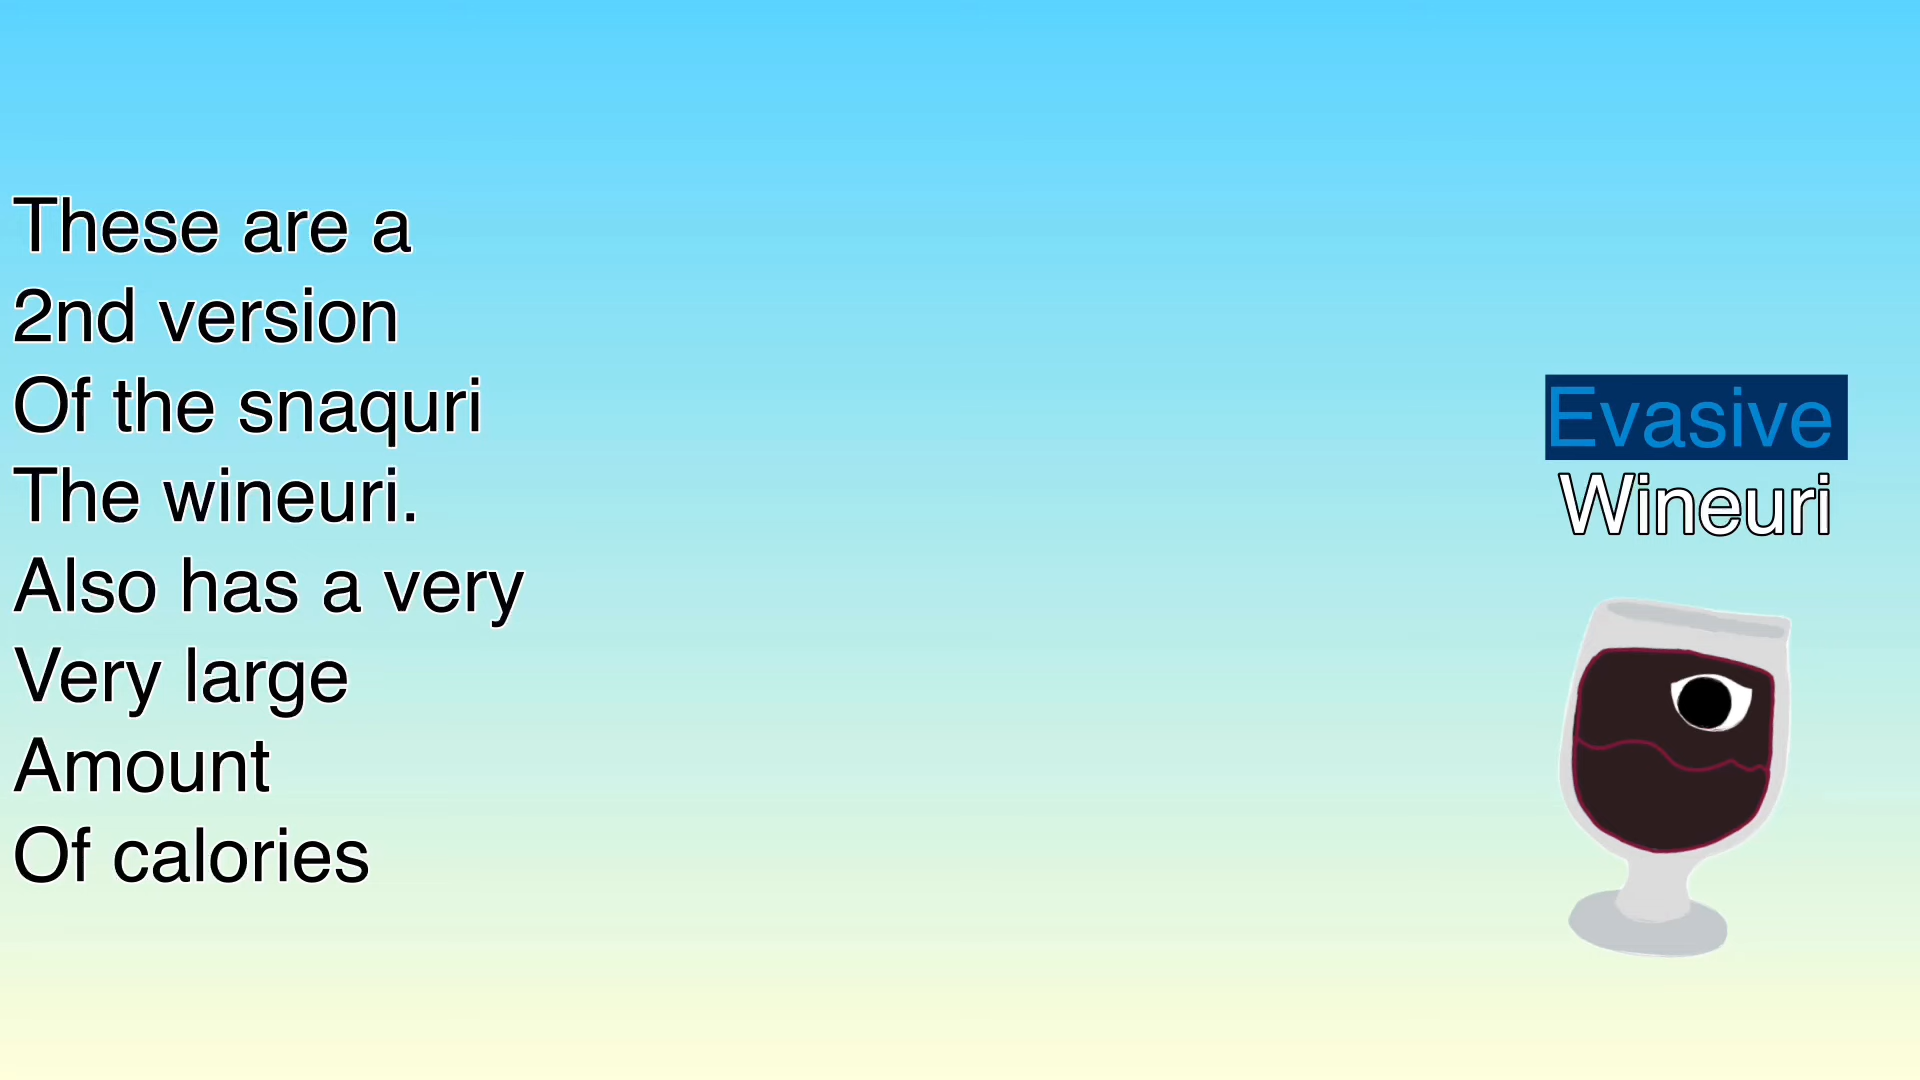 These are a
2nd version
Of the snaquri
The wineuri.
Also has a very
Very large
Amount
Of calories
Evasive
Wineuri